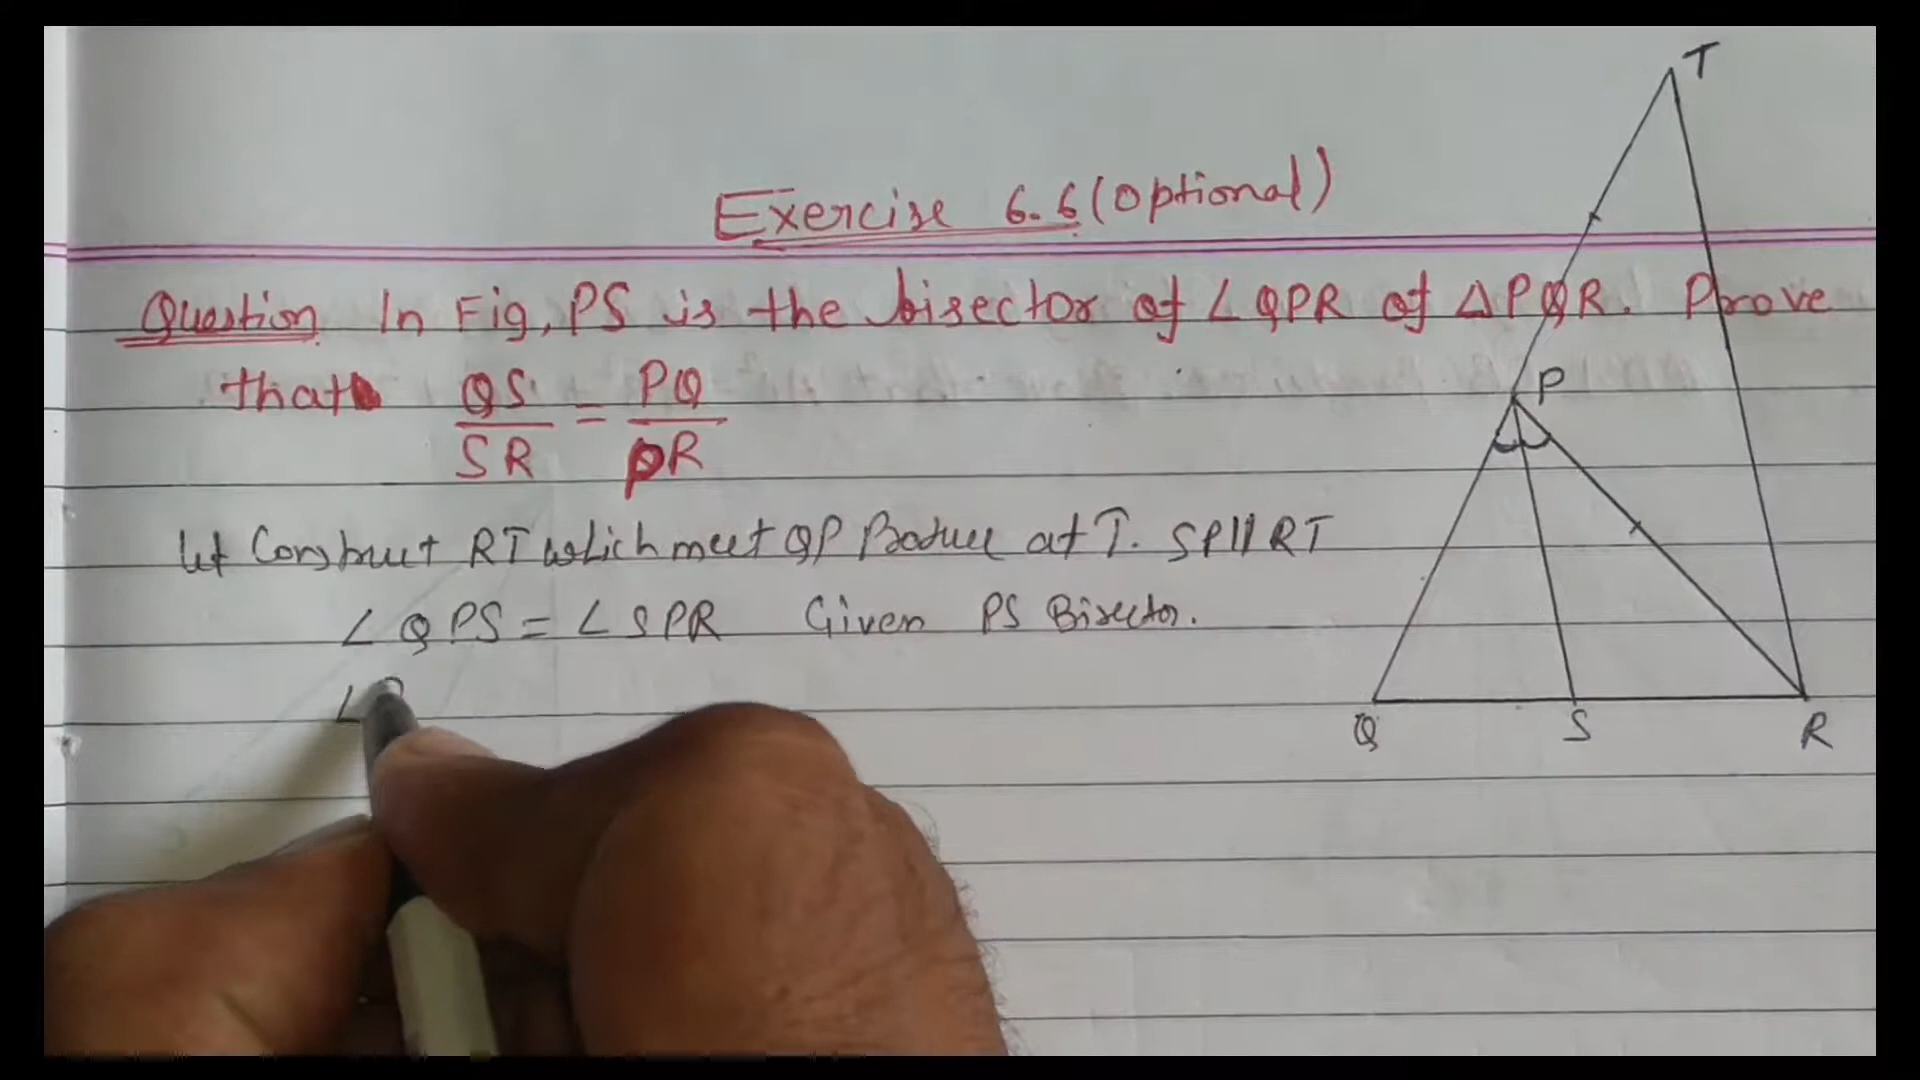 Exercise 6.6 (Optional)
Question In Fig, PS is the bisector of ∠QPR of △PQR. Prove
that QS/SR = PQ/PR
let Construct RT which meet QP Produce at T. SP||RT
∠QPS = ∠SPR Given PS Bisector.
∠
T
P
Q S R